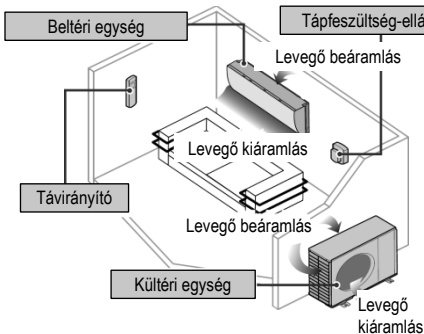 Beltéri egység
Tápfeszültség-ellá
Levegő beáramlás
Levegő kiáramlás
Távirányító
Levegő beáramlás
Kültéri egység
Levegő
kiáramlás